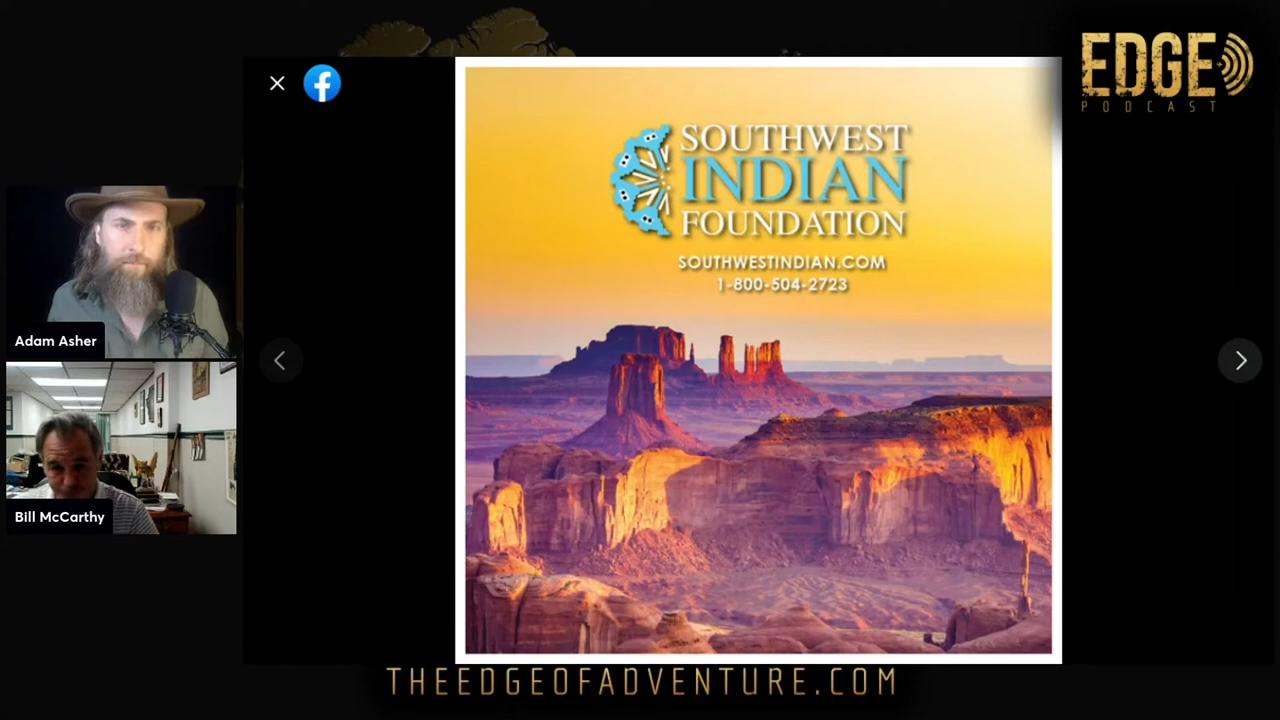 EDGE
PODCAST
SOUTHWEST
INDIAN
FOUNDATION
SOUTHWESTINDIAN.COM
1-800-504-2723
Adam Asher
Bill McCarthy
THEEDGEOFADVENTURE.COM